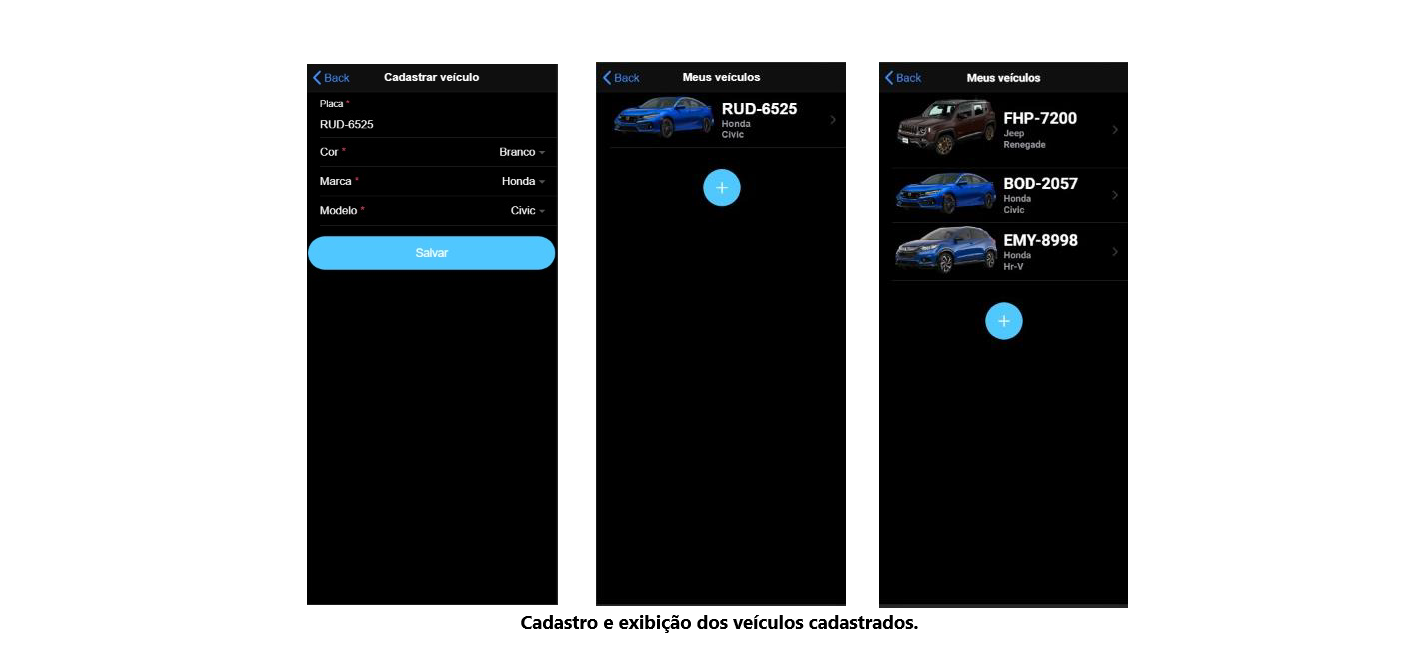 Back
Cadastrar veículo
Placa *
RUD-6525
Cor *
Branco
Marca *
Honda
Modelo *
Civic
Salvar
Back
Meus veículos
RUD-6525
Honda
Civic
+
Back
Meus veículos
FHP-7200
Jeep
Renegade
BOD-2057
Honda
Civic
EMY-8998
Honda
Hr-V
+
Cadastro e exibição dos veículos cadastrados.